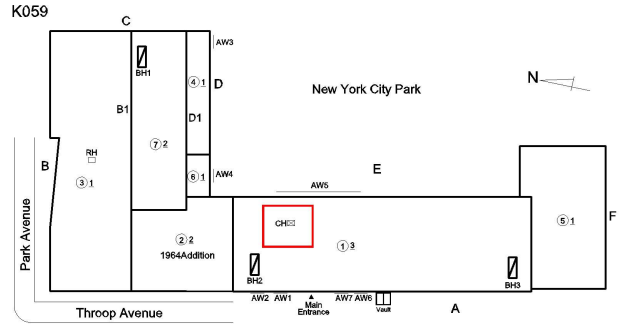 K059
C
AW3
BH1
④ 1
D
New York City Park
N
B1
D1
RH
⑦ 2
B
③ 1
⑥ 1
AW4
E
AW5
⑤ 1
F
CH
② 2
1964Addition
① 3
BH2
BH3
Park Avenue
AW2
AW1
Main
Entrance
AW7
AW6
Vault
A
Throop Avenue